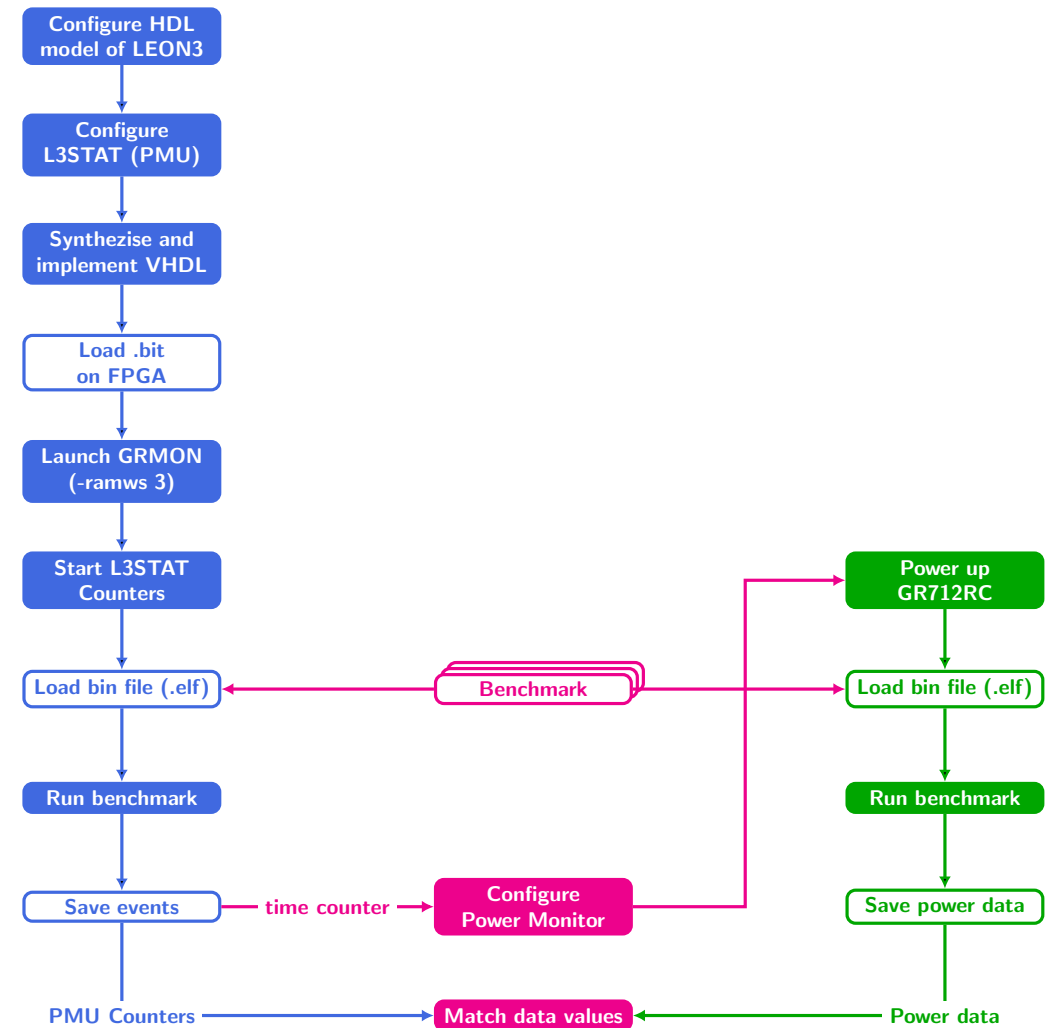 Configure HDL
model of LEON3
Configure
L3STAT (PMU)
Synthezise and
implement VHDL
Load .bit
on FPGA
Launch GRMON
(-ramws 3)
Start L3STAT
Counters
Power up
GR712RC
Load bin file (.elf)
Benchmark
Load bin file (.elf)
Run benchmark
Run benchmark
Save events
time counter
Configure
Power Monitor
Save power data
PMU Counters
Match data values
Power data